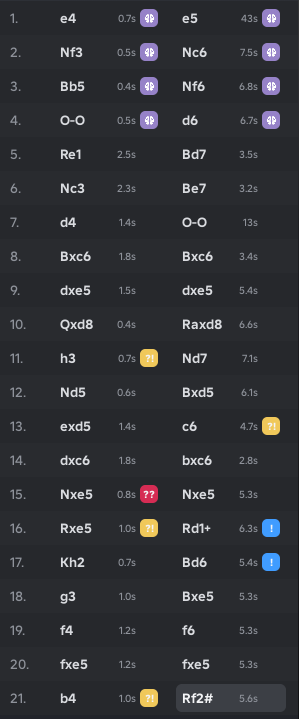 1. e4 0.7s e5 43s
2. Nf3 0.5s Nc6 7.5s
3. Bb5 0.4s Nf6 6.8s
4. O-O 0.5s d6 6.7s
5. Re1 2.5s Bd7 3.5s
6. Nc3 2.3s Be7 3.2s
7. d4 1.4s O-O 13s
8. Bxc6 1.8s Bxc6 3.4s
9. dxe5 1.5s dxe5 5.4s
10. Qxd8 0.4s Raxd8 6.6s
11. h3 0.7s ?! Nd7 7.1s
12. Nd5 0.6s Bxd5 6.1s
13. exd5 1.4s c6 4.7s ?!
14. dxc6 1.8s bxc6 2.8s
15. Nxe5 0.8s ?? Nxe5 5.3s
16. Rxe5 1.0s ?! Rd1+ 6.3s !
17. Kh2 0.7s Bd6 5.4s !
18. g3 1.0s Bxe5 5.3s
19. f4 1.2s f6 5.3s
20. fxe5 1.2s fxe5 5.3s
21. b4 1.0s ?! Rf2# 5.6s